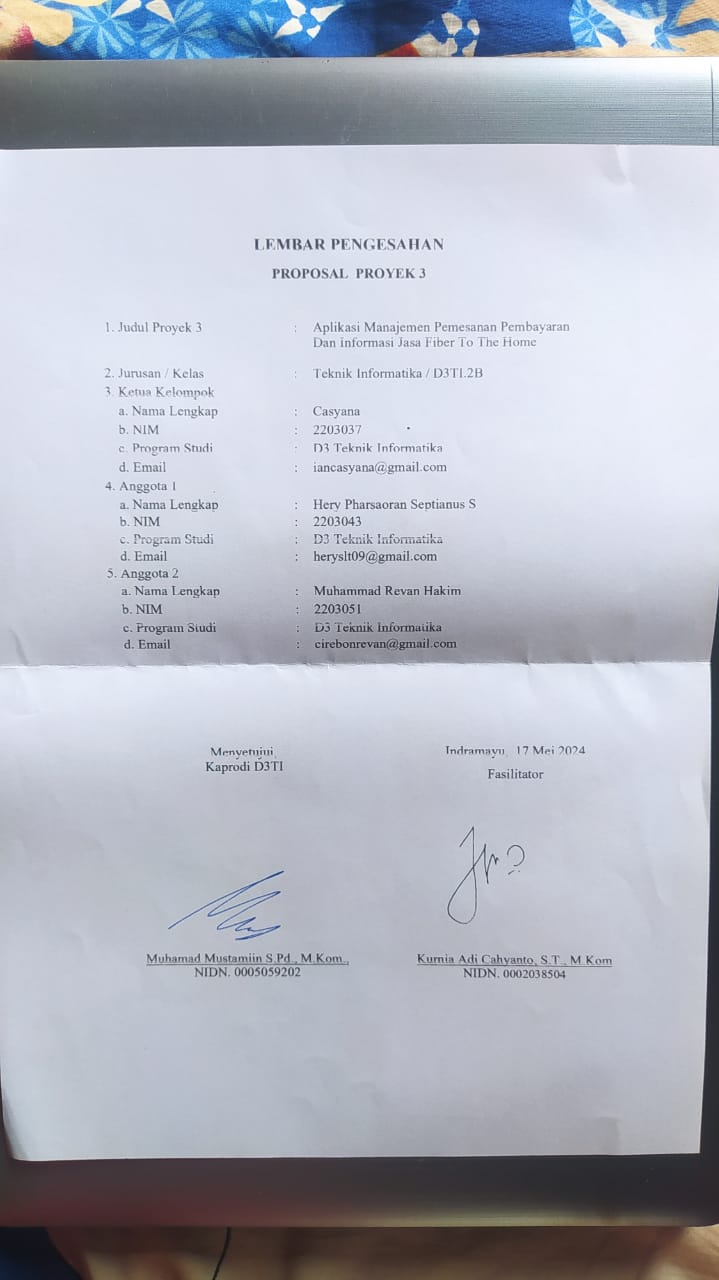 LEMBAR PENGESAHAN
PROPOSAL PROYEK 3
1. Judul Proyek 3 : Aplikasi Manajemen Pemesanan Pembayaran
Dan informasi Jasa Fiber To The Home
2. Jurusan / Kelas : Teknik Informatika / D3TI.2B
3. Ketua Kelompok
a. Nama Lengkap : Casyana
b. NIM : 2203037
c. Program Studi : D3 Teknik Informatika
d. Email : iancasyana@gmail.com
4. Anggota 1
a. Nama Lengkap : Hery Pharsaoran Septianus S
b. NIM : 2203043
c. Program Studi : D3 Teknik Informatika
d. Email : heryslt09@gmail.com
5. Anggota 2
a. Nama Lengkap : Muhammad Revan Hakim
b. NIM : 2203051
c. Program Studi : D3 Teknik Informatika
d. Email : cirebonrevan@gmail.com
Menyetujui,
Kaprodi D3TI
Indramayu, 17 Mei 2024
Fasilitator
Muhamad Mustamiin S.Pd., M.Kom.,
NIDN. 0005059202
Kurnia Adi Cahyanto, S.T., M.Kom
NIDN. 0002038504